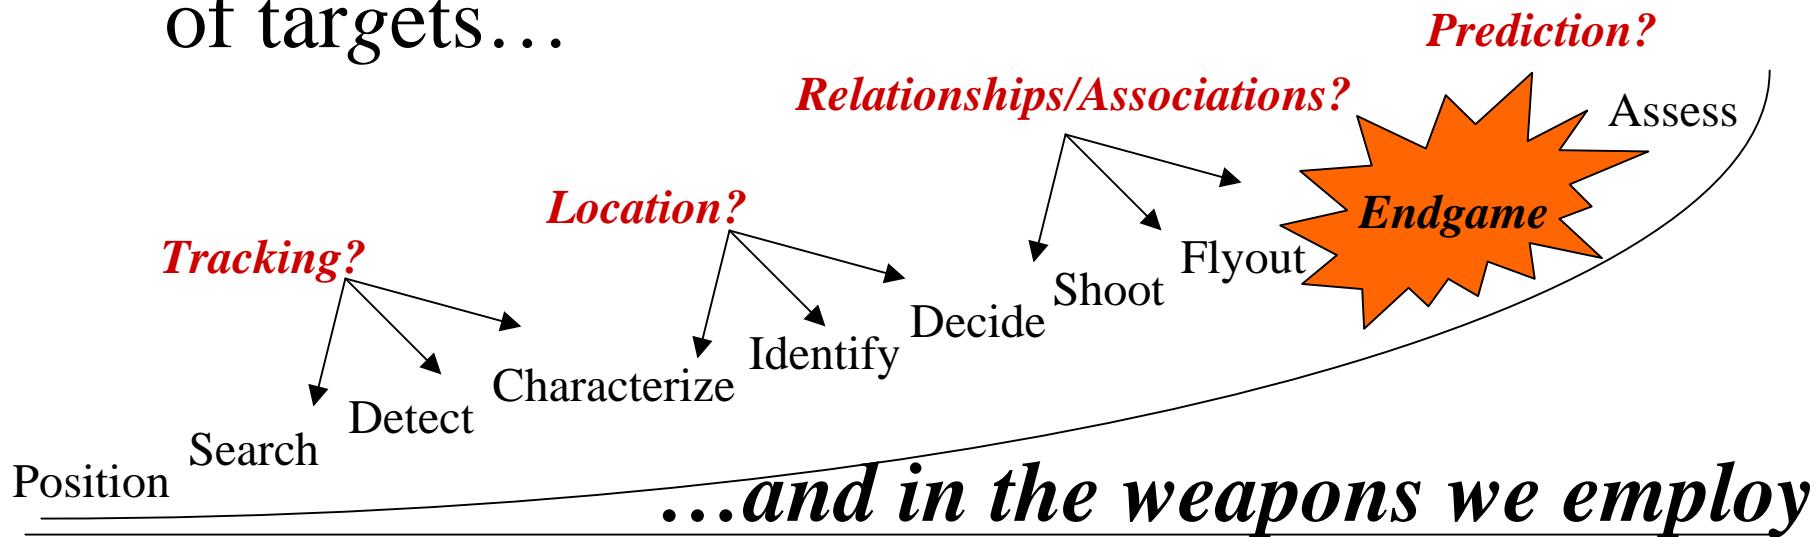 of targets…
Prediction?
Relationships/Associations?
Assess
Location?
Endgame
Tracking?
Flyout
Shoot
Decide
Identify
Characterize
Detect
Search
Position
…and in the weapons we employ